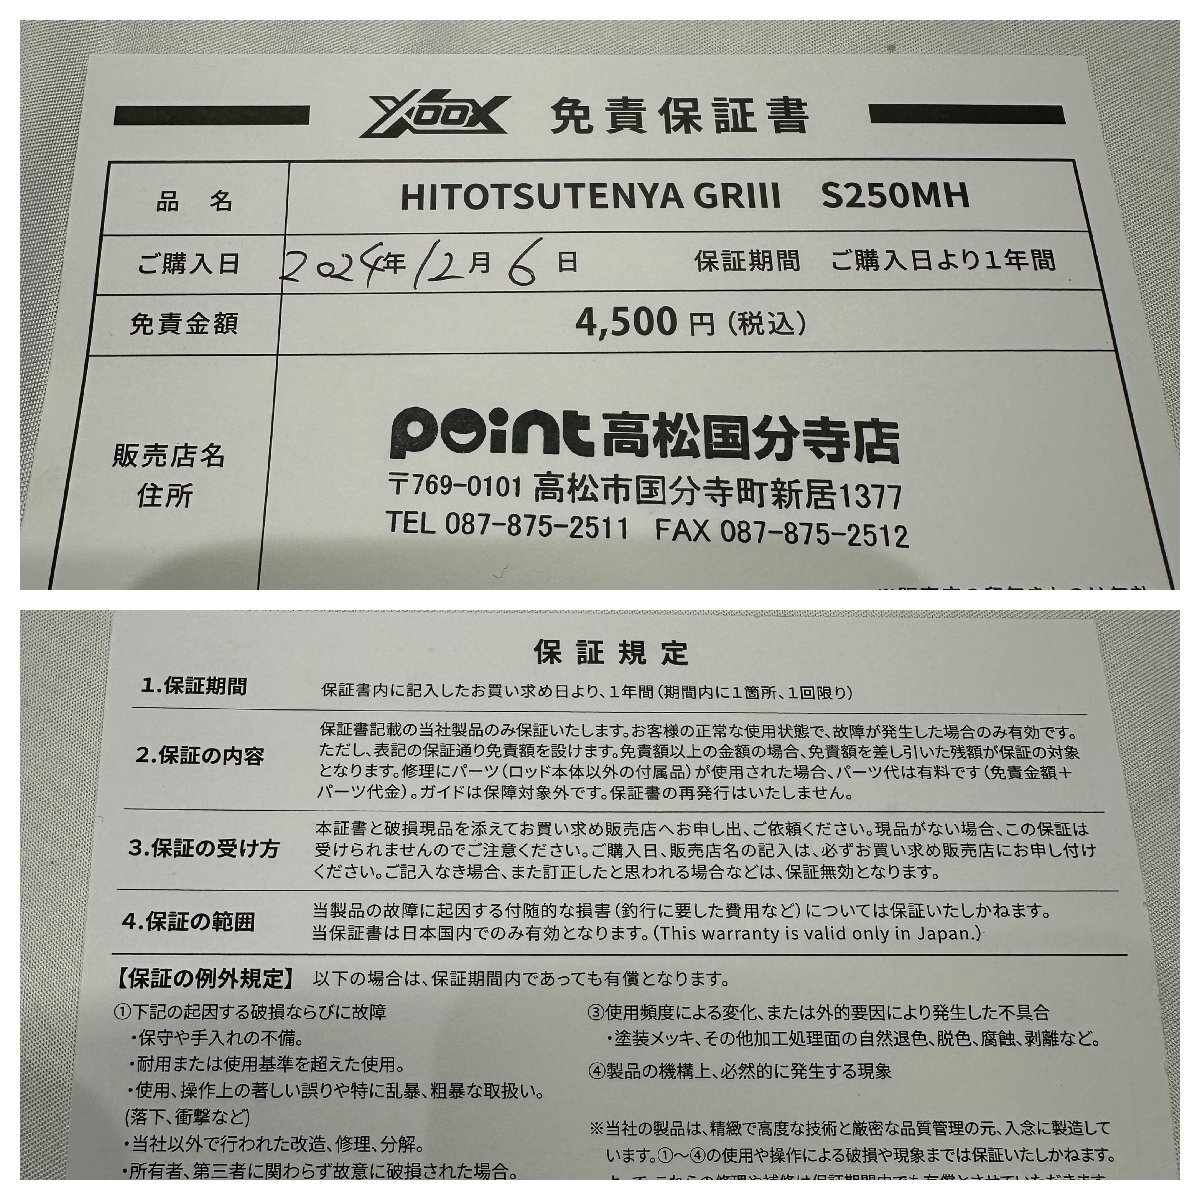 XOOX 免責保証書
品 名 HITOTSUTENYA GRIII S250MH
ご購入日 2024年12月6日 保証期間 ご購入日より1年間
免責金額 4,500円(税込)
販売店名
住所
point高松国分寺店
〒769-0101 高松市国分寺町新居1377
TEL 087-875-2511 FAX 087-875-2512
保証規定
1.保証期間 保証書内に記入したお買い求め日より、1年間(期間内に1箇所、1回限り)
2.保証の内容
保証書記載の当社製品のみ保証いたします。お客様の正常な使用状態で、故障が発生した場合のみ有効です。
ただし、表記の保証通り免責額を設けます。免責額以上の金額の場合、免責額を差し引いた残額が保証の対象
となります。修理にパーツ(ロッド本体以外の付属品)が使用された場合、パーツ代は有料です(免責金額+
パーツ代金)。ガイドは保障対象外です。保証書の再発行はいたしません。
3.保証の受け方
本証書と破損現品を添えてお買い求め販売店へお申し出、ご依頼ください。現品がない場合、この保証は
受けられませんのでご注意ください。ご購入日、販売店名の記入は、必ずお買い求め販売店にお申し付け
ください。ご記入なき場合、また訂正したと思われる場合などは、保証無効となります。
4.保証の範囲
当製品の故障に起因する付随的な損害(釣行に要した費用など)については保証いたしかねます。
当保証書は日本国内でのみ有効となります。(This warranty is valid only in Japan.)
【保証の例外規定】 以下の場合は、保証期間内であっても有償となります。
①下記の起因する破損ならびに故障
・保守や手入れの不備。
・耐用または使用基準を超えた使用。
・使用、操作上の著しい誤りや特に乱暴、粗暴な取扱い。
(落下、衝撃など)
・当社以外で行われた改造、修理、分解。
・所有者、第三者に関わらず故意に破損された場合。
③使用頻度による変化、または外的要因により発生した不具合
・塗装メッキ、その他加工処理面の自然退色、脱色、腐蝕、剥離など。
④製品の機構上、必然的に発生する現象
※当社の製品は、精緻で高度な技術と厳密な品質管理の元、入念に製造して
います。①〜④の使用や操作による破損や現象までは保証いたしかねます。